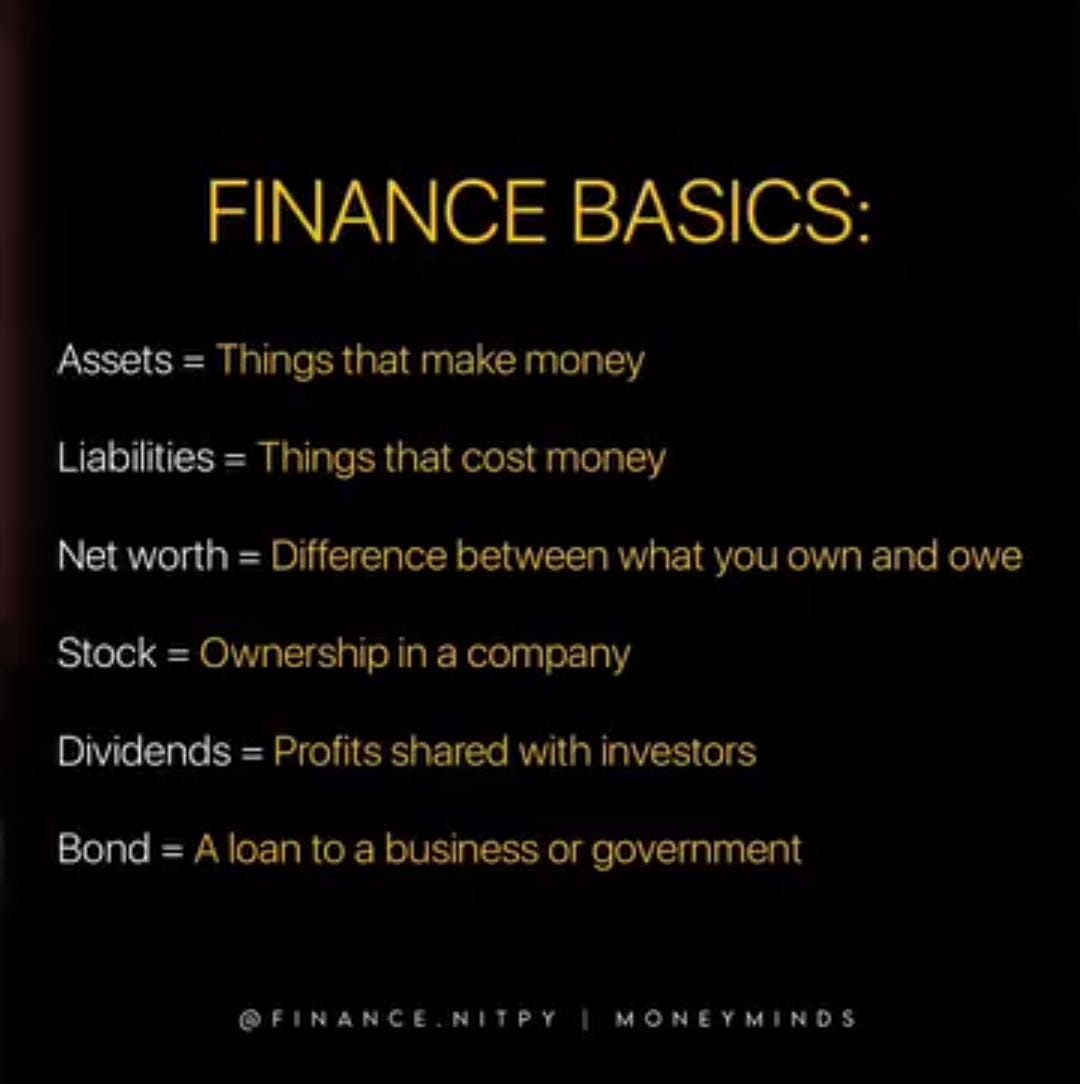 FINANCE BASICS:
Assets = Things that make money
Liabilities = Things that cost money
Net worth = Difference between what you own and owe
Stock = Ownership in a company
Dividends = Profits shared with investors
Bond = A loan to a business or government
@FINANCE.NITPY | MONEYMINDS